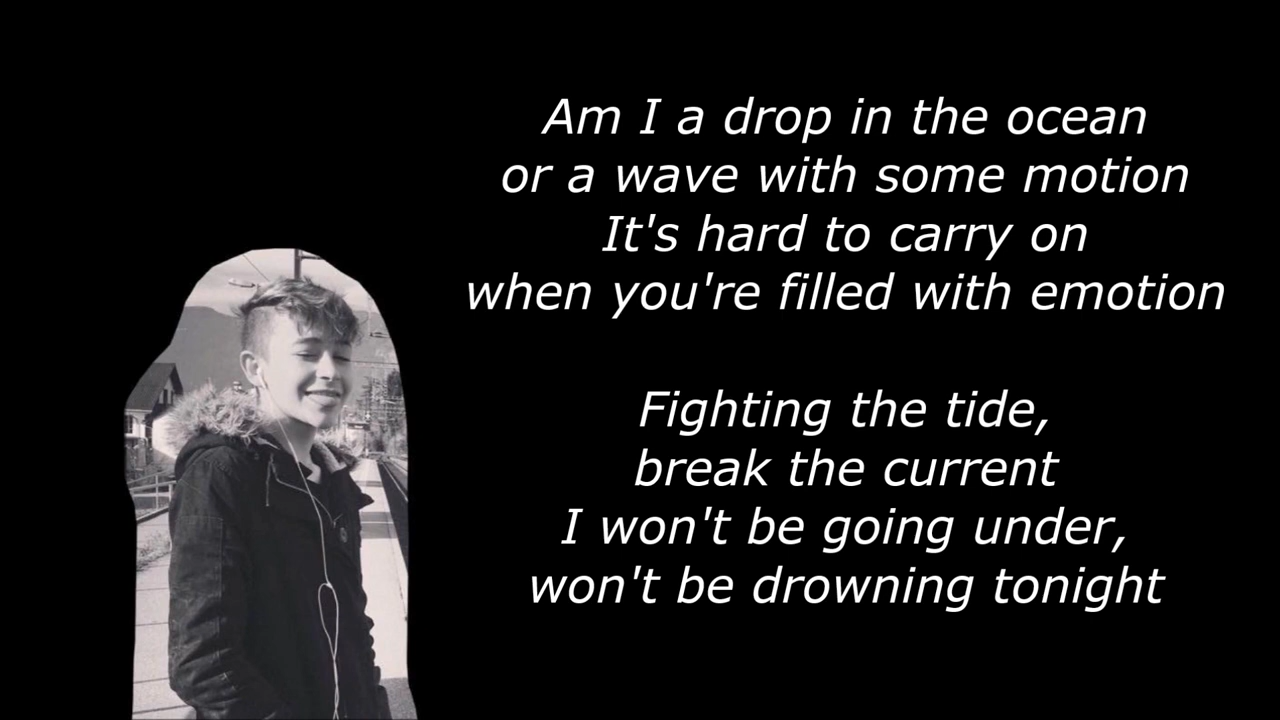 Am I a drop in the ocean
or a wave with some motion
It's hard to carry on
when you're filled with emotion
Fighting the tide,
break the current
I won't be going under,
won't be drowning tonight